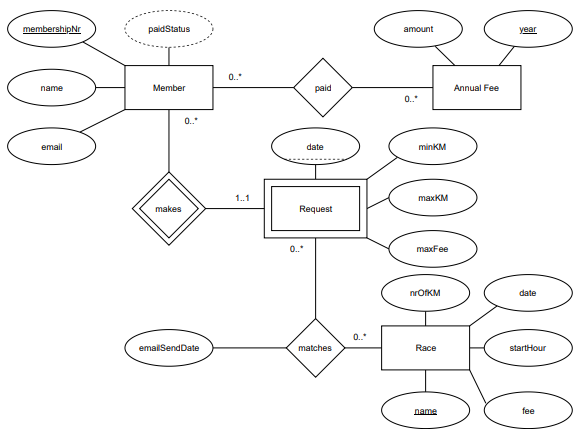 membershipNr
paidStatus
amount
year
name
Member
0..*
paid
0..*
Annual Fee
email
0..*
date
minKM
makes
1..1
Request
maxKM
0..*
maxFee
nrOfKM
date
emailSendDate
matches
0..*
Race
startHour
name
fee